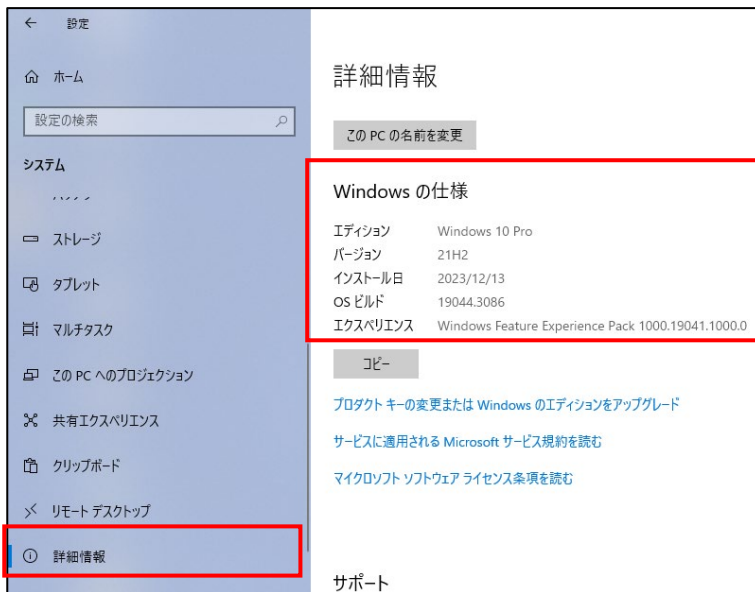 設定
ホーム
設定の検索
システム
ストレージ
タブレット
マルチタスク
この PC へのプロジェクション
共有エクスペリエンス
クリップボード
リモート デスクトップ
詳細情報
詳細情報
この PC の名前を変更
Windows の仕様
エディション Windows 10 Pro
バージョン 21H2
インストール日 2023/12/13
OS ビルド 19044.3086
エクスペリエンス Windows Feature Experience Pack 1000.19041.1000.0
コピー
プロダクト キーの変更または Windows のエディションをアップグレード
サービスに適用される Microsoft サービス規約を読む
マイクロソフト ソフトウェア ライセンス条項を読む
サポート